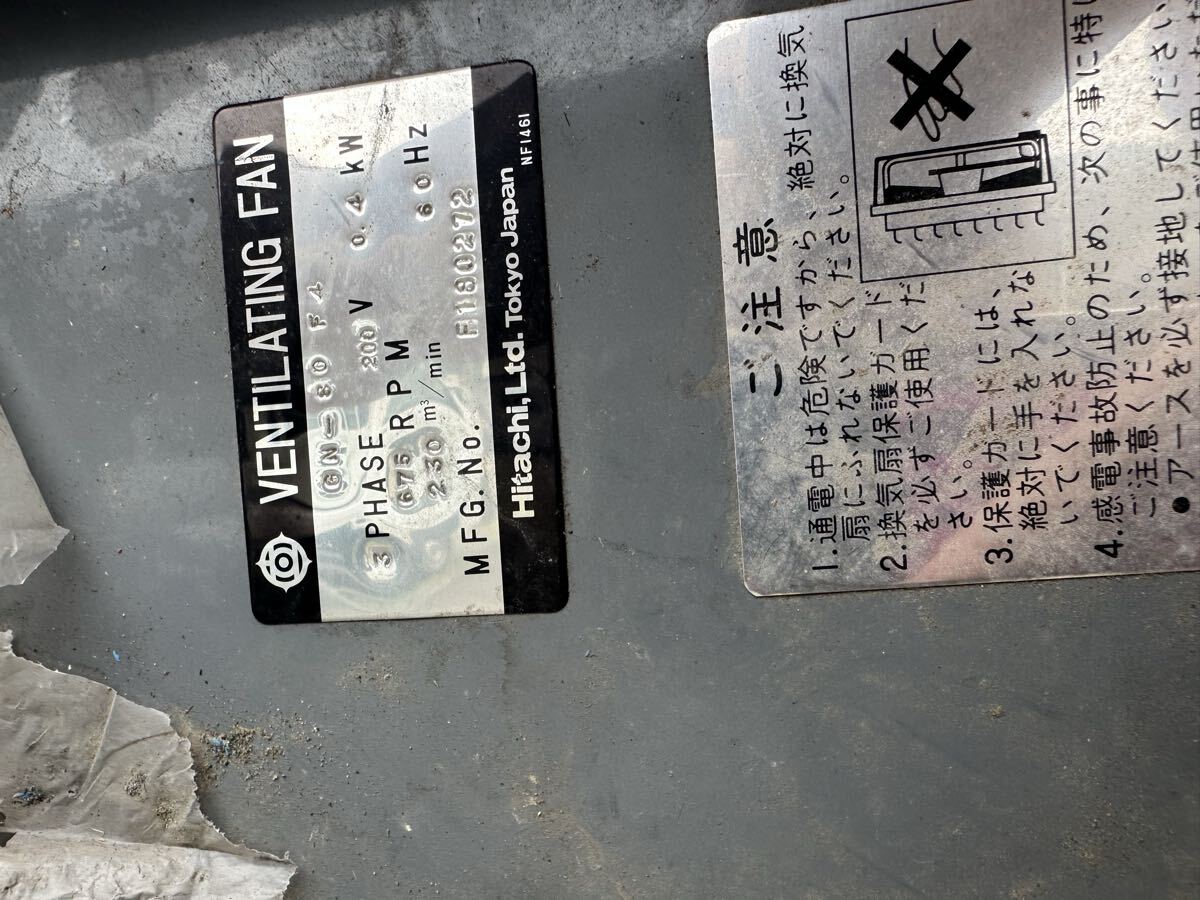 VENTILATING FAN
GN-80F4
3 PHASE 200 V 0.4 KW
675 RPM 60 HZ
230 m³/min
MFG.No. F1190272
Hitachi, Ltd. Tokyo Japan NF1461
ご注意
1.通電中は危険ですから、絶対に換気
扇にふれないでください。
2.換気扇保護ガード
を必ずご使用くだ
さい。
3.保護ガードには、
絶対に手を入れな
いでください。
4.感電事故防止のため、次の事に特に
ご注意ください。
●アースを必ず接地してください